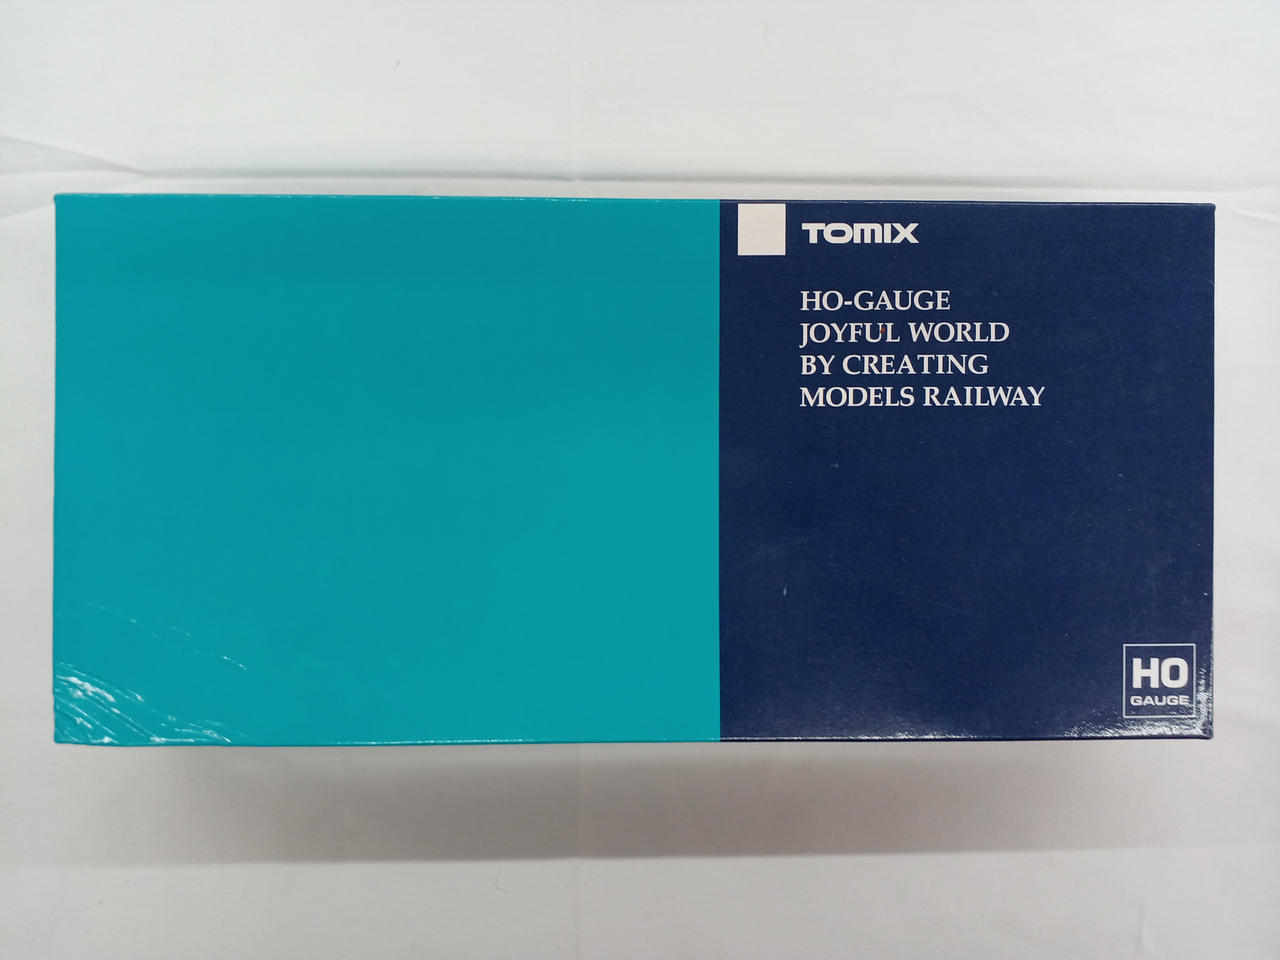 TOMIX
HO-GAUGE
JOYFUL WORLD
BY CREATING
MODELS RAILWAY
HO
GAUGE